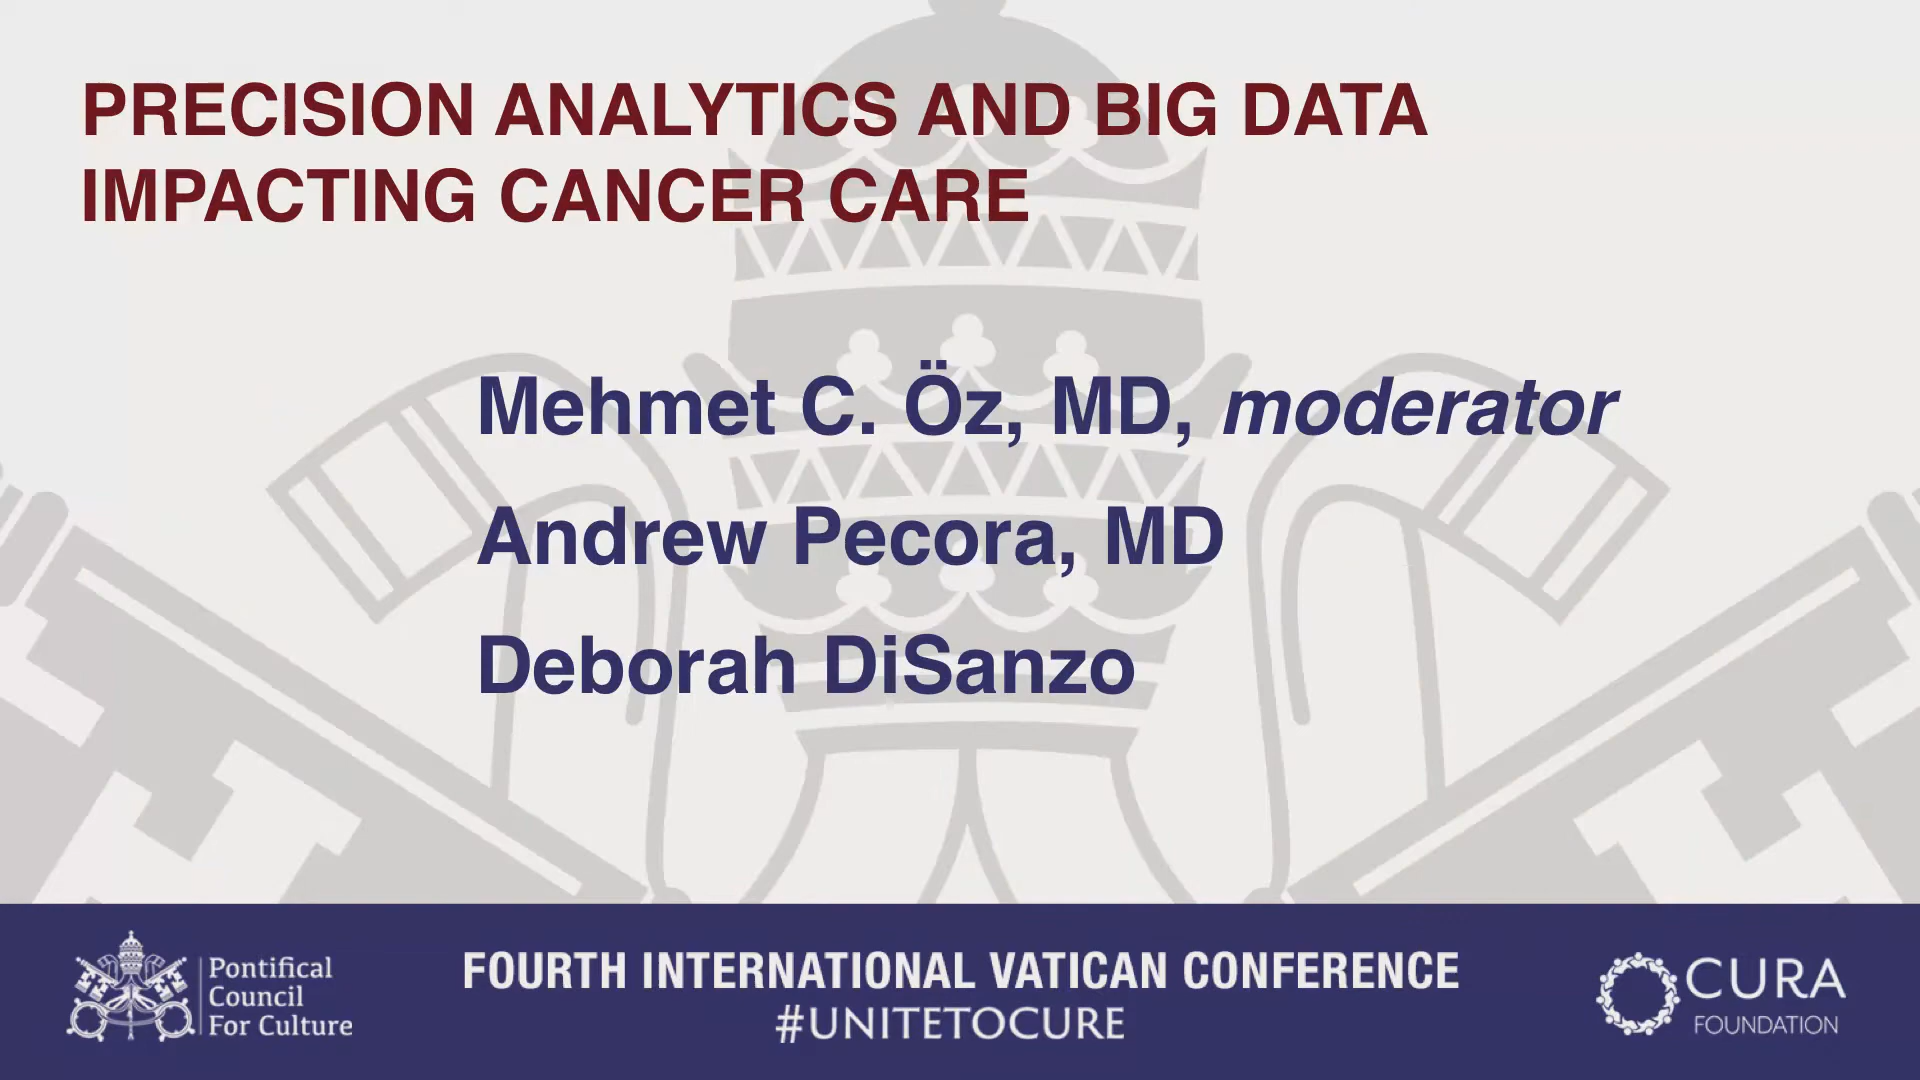 PRECISION ANALYTICS AND BIG DATA
IMPACTING CANCER CARE
Mehmet C. Öz, MD, moderator
Andrew Pecora, MD
Deborah DiSanzo
Pontifical
Council
For Culture
FOURTH INTERNATIONAL VATICAN CONFERENCE
#UNITETOCURE
CURA
FOUNDATION